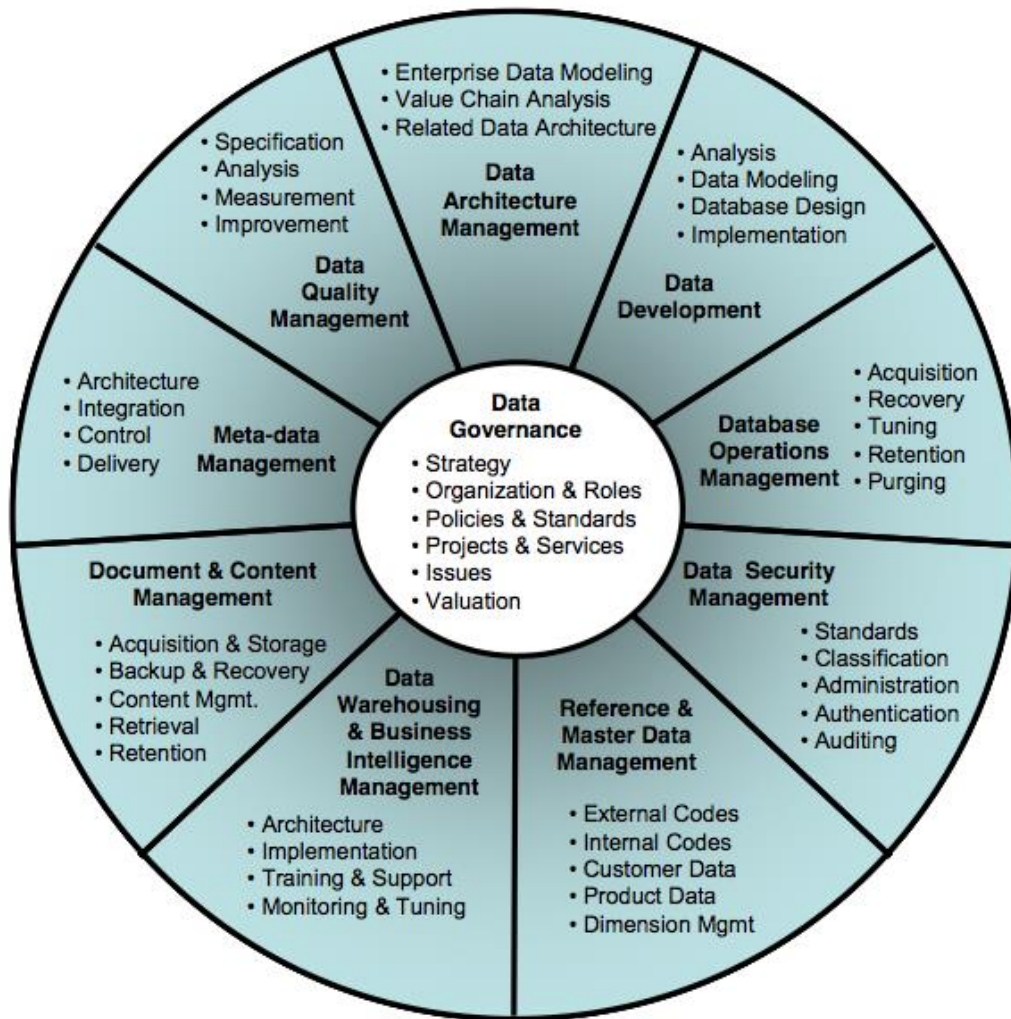 • Enterprise Data Modeling
• Value Chain Analysis
• Related Data Architecture
Data
Architecture
Management
• Analysis
• Data Modeling
• Database Design
• Implementation
Data
Development
• Acquisition
• Recovery
• Tuning
• Retention
• Purging
Database
Operations
Management
Data Security
Management
• Standards
• Classification
• Administration
• Authentication
• Auditing
Reference &
Master Data
Management
• External Codes
• Internal Codes
• Customer Data
• Product Data
• Dimension Mgmt
Data
Warehousing
& Business
Intelligence
Management
• Architecture
• Implementation
• Training & Support
• Monitoring & Tuning
Document & Content
Management
• Acquisition & Storage
• Backup & Recovery
• Content Mgmt.
• Retrieval
• Retention
• Architecture
• Integration
• Control
• Delivery
Meta-data
Management
• Specification
• Analysis
• Measurement
• Improvement
Data
Quality
Management
Data
Governance
• Strategy
• Organization & Roles
• Policies & Standards
• Projects & Services
• Issues
• Valuation